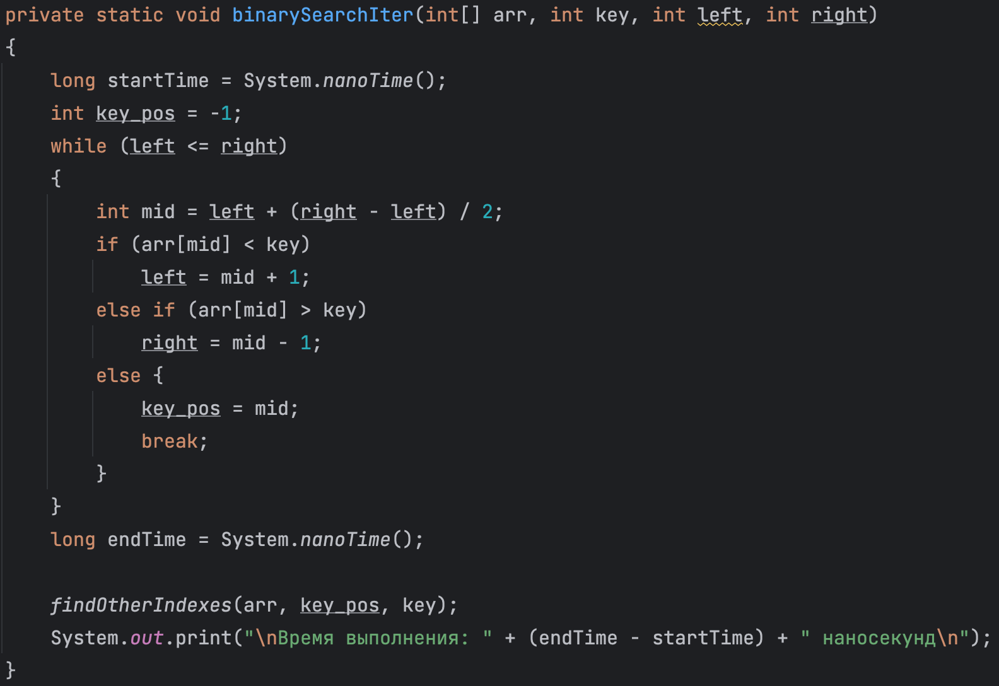 private static void binarySearchIter(int[] arr, int key, int left, int right)
{
    long startTime = System.nanoTime();
    int key_pos = -1;
    while (left <= right)
    {
        int mid = left + (right - left) / 2;
        if (arr[mid] < key)
            left = mid + 1;
        else if (arr[mid] > key)
            right = mid - 1;
        else {
            key_pos = mid;
            break;
        }
    }
    long endTime = System.nanoTime();

    findOtherIndexes(arr, key_pos, key);
    System.out.print("\nВремя выполнения: " + (endTime - startTime) + " наносекунд\n");
}